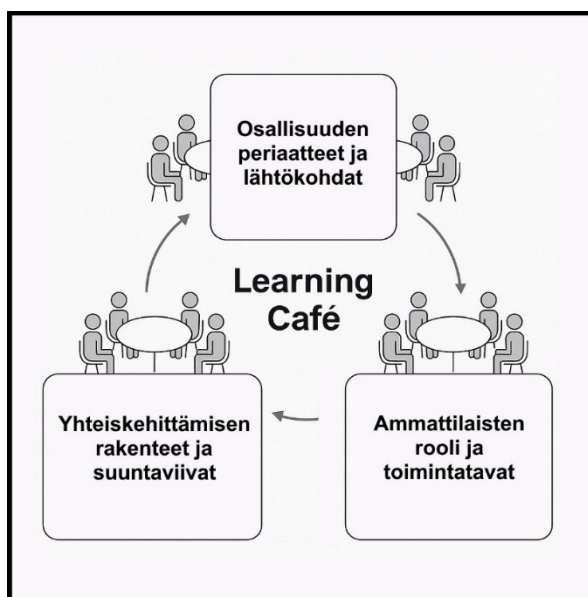 Osallisuuden
periaatteet ja
lähtökohdat
Learning
Café
Yhteiskehittämisen
rakenteet ja
suuntaviivat
Ammattilaisten
rooli ja
toimintatavat